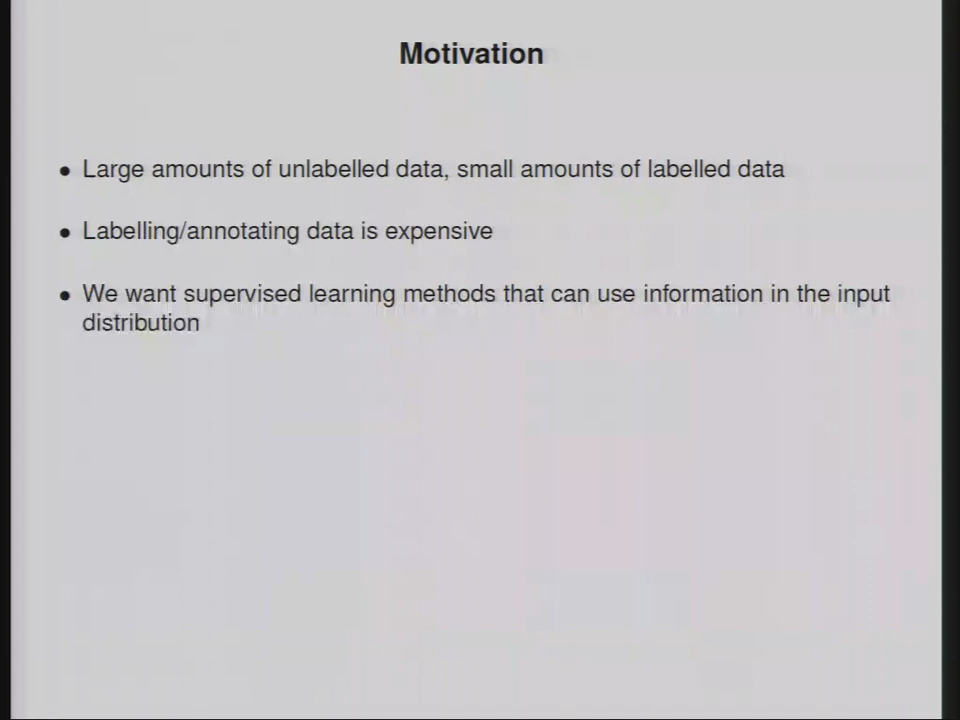 Motivation
• Large amounts of unlabelled data, small amounts of labelled data
• Labelling/annotating data is expensive
• We want supervised learning methods that can use information in the input
distribution